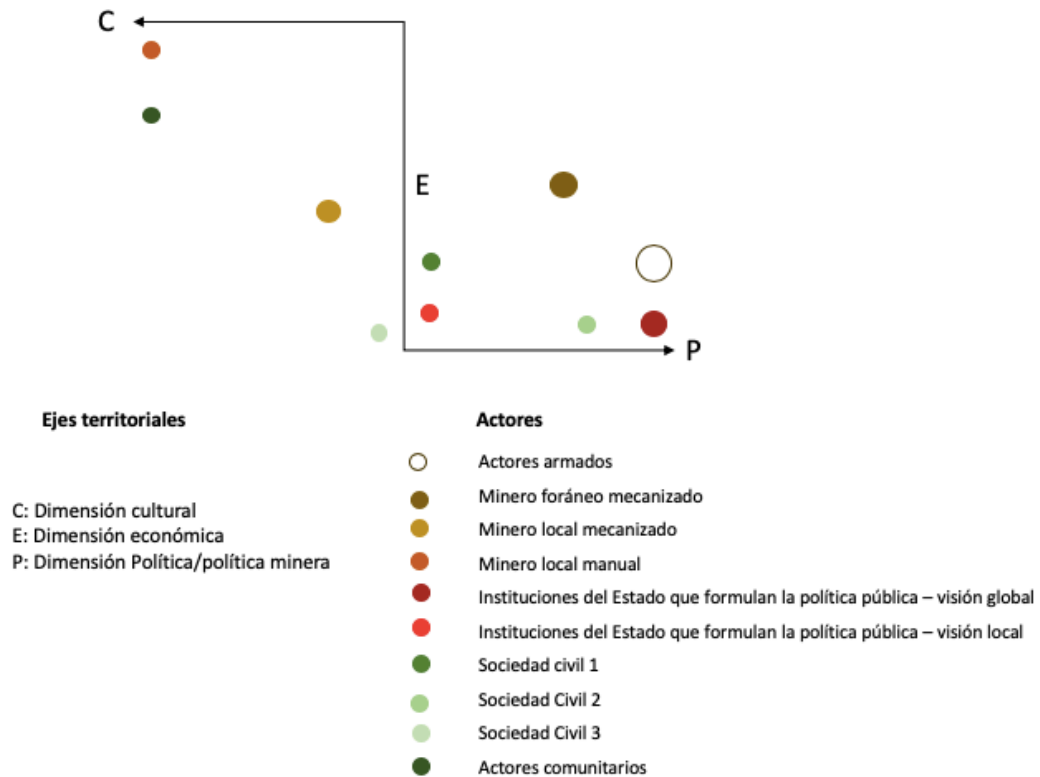 C
E
P
Ejes territoriales
Actores
Actores armados
Minero foráneo mecanizado
C: Dimensión cultural
Minero local mecanizado
E: Dimensión económica
P: Dimensión Política/política minera
Minero local manual
Instituciones del Estado que formulan la política pública – visión global
Instituciones del Estado que formulan la política pública – visión local
Sociedad civil 1
Sociedad Civil 2
Sociedad Civil 3
Actores comunitarios